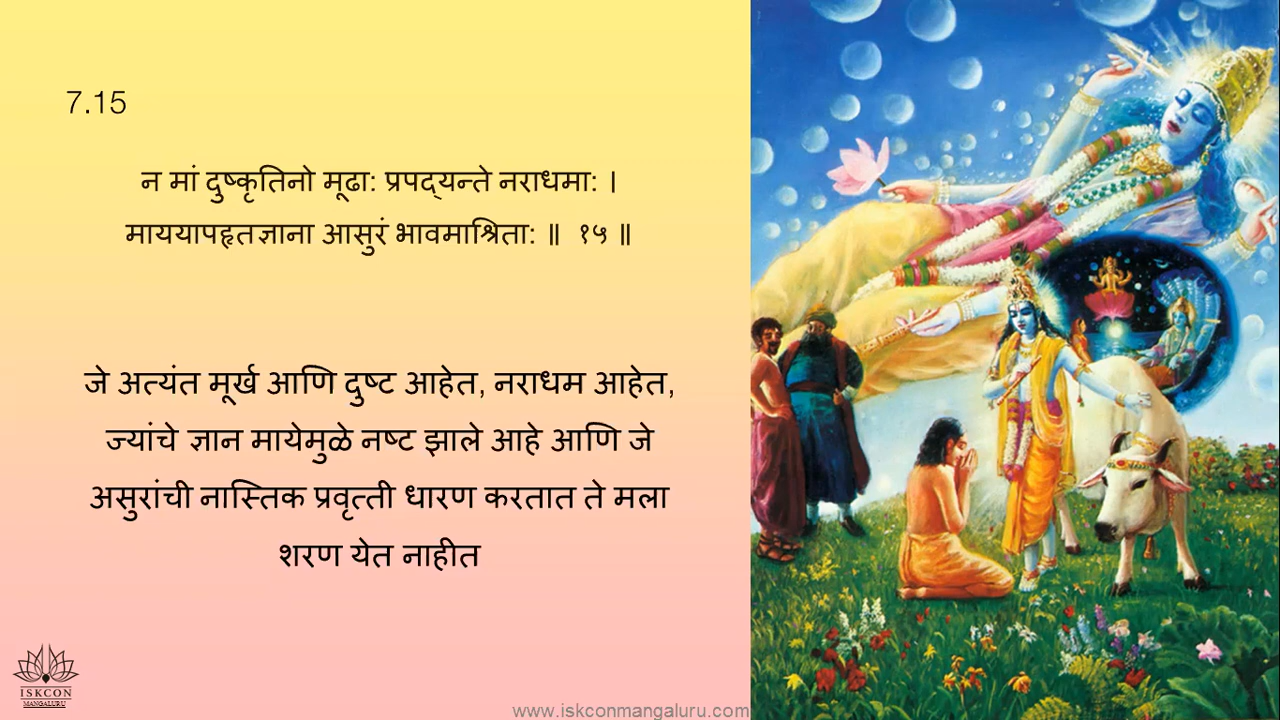 7.15
न मां दुष्कृतिनो मूढा: प्रपद्यन्ते नराधमा: ।
माययापहृतज्ञाना आसुरं भावमाश्रिता: ॥ १५ ॥
जे अत्यंत मूर्ख आणि दुष्ट आहेत, नराधम आहेत,
ज्यांचे ज्ञान मायेमुळे नष्ट झाले आहे आणि जे
असुरांची नास्तिक प्रवृत्ती धारण करतात ते मला
शरण येत नाहीत
ISKCON
MANGALURU
www.iskconmangaluru.com